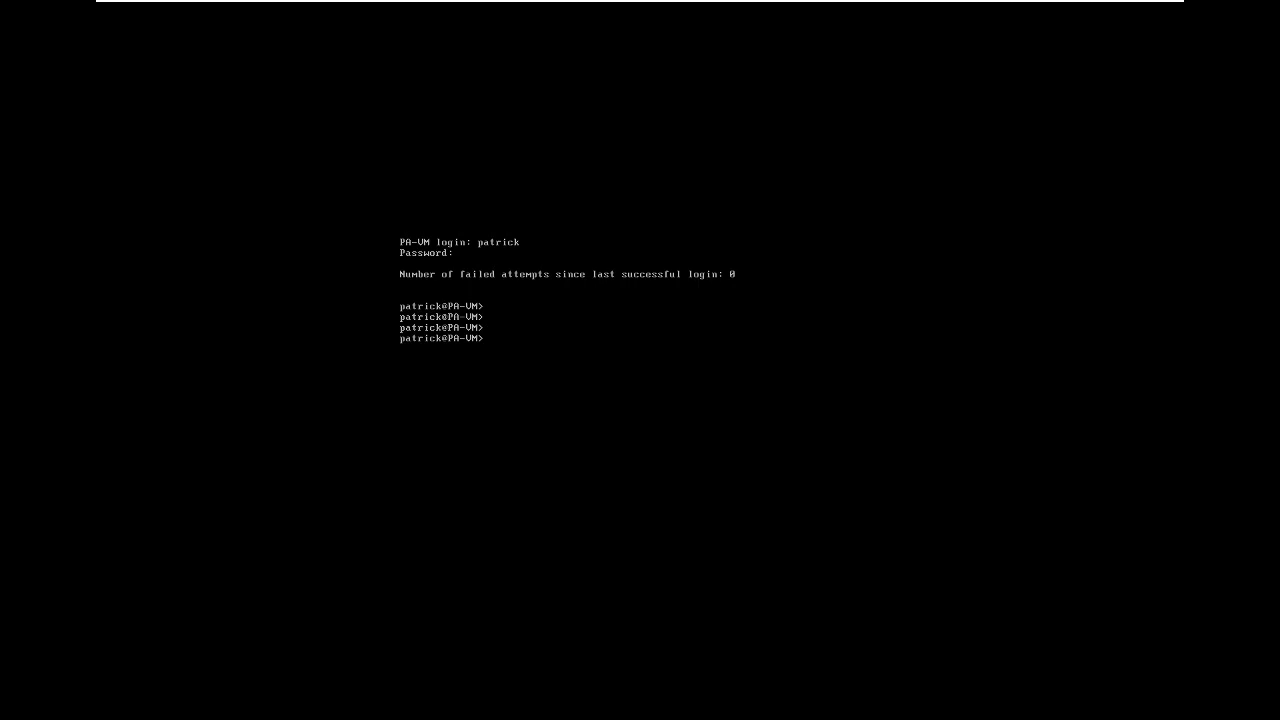 PA-VM login: patrick
Password:
Number of failed attempts since last successful login: 0
patrick@PA-VM>
patrick@PA-VM>
patrick@PA-VM>
patrick@PA-VM>